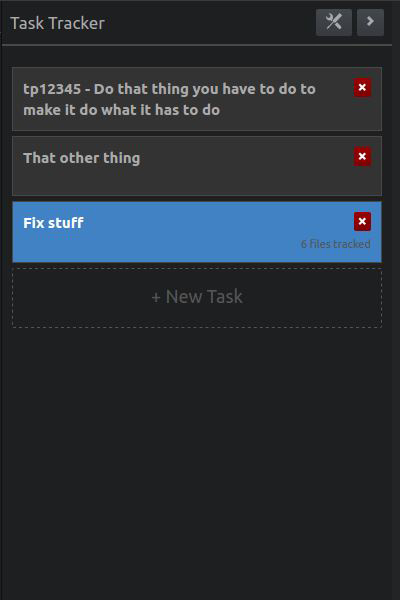 Task Tracker
tp12345 - Do that thing you have to do to
make it do what it has to do
That other thing
Fix stuff
6 files tracked
+ New Task